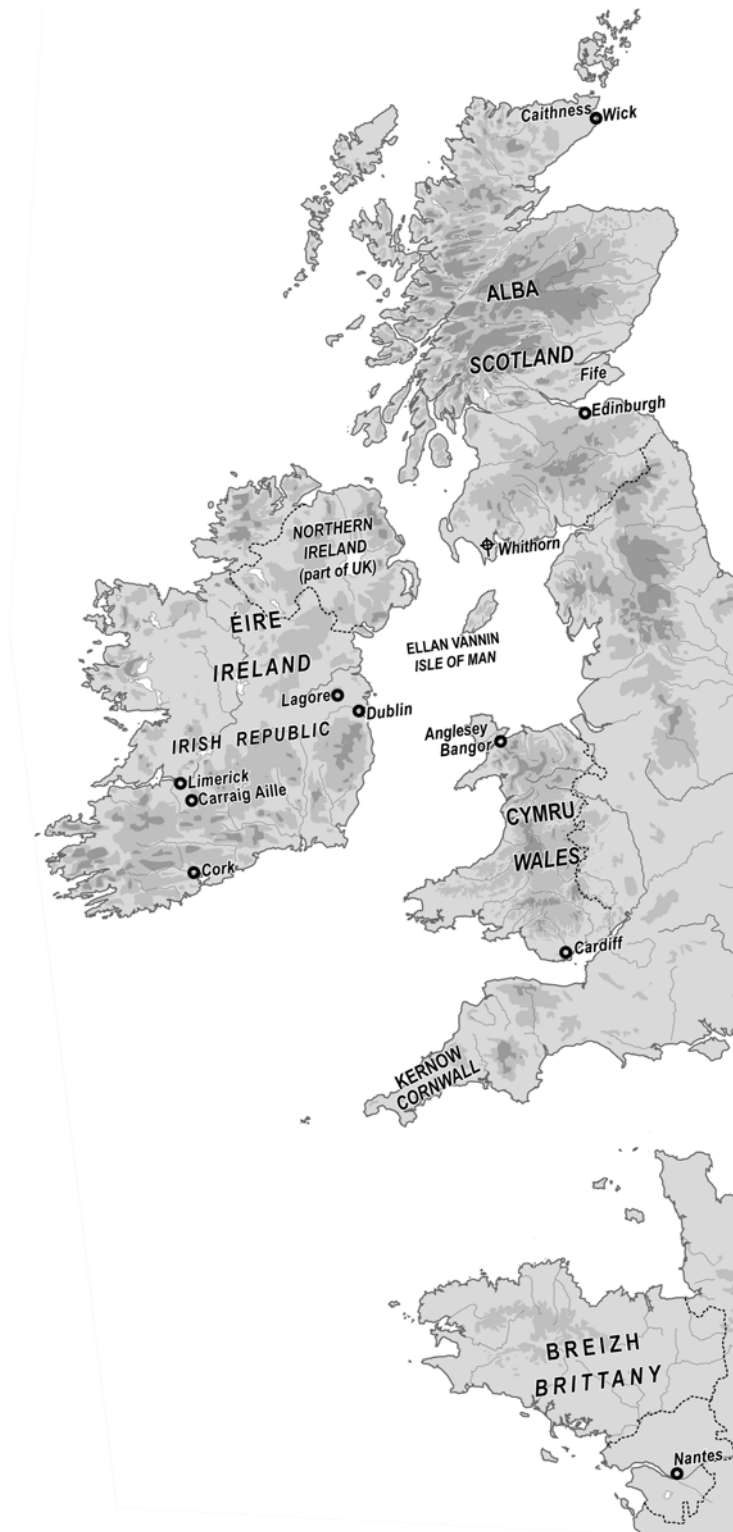 Caithness
Wick
ALBA
SCOTLAND
Fife
Edinburgh
NORTHERN
IRELAND
(part of UK)
Whithorn
ÉIRE
IRELAND
ELLAN VANNIN
ISLE OF MAN
Lagore
Dublin
IRISH REPUBLIC
Anglesey
Bangor
Limerick
Carraig Aille
CYMRU
WALES
Cork
Cardiff
KERNOW
CORNWALL
BREIZH
BRITTANY
Nantes